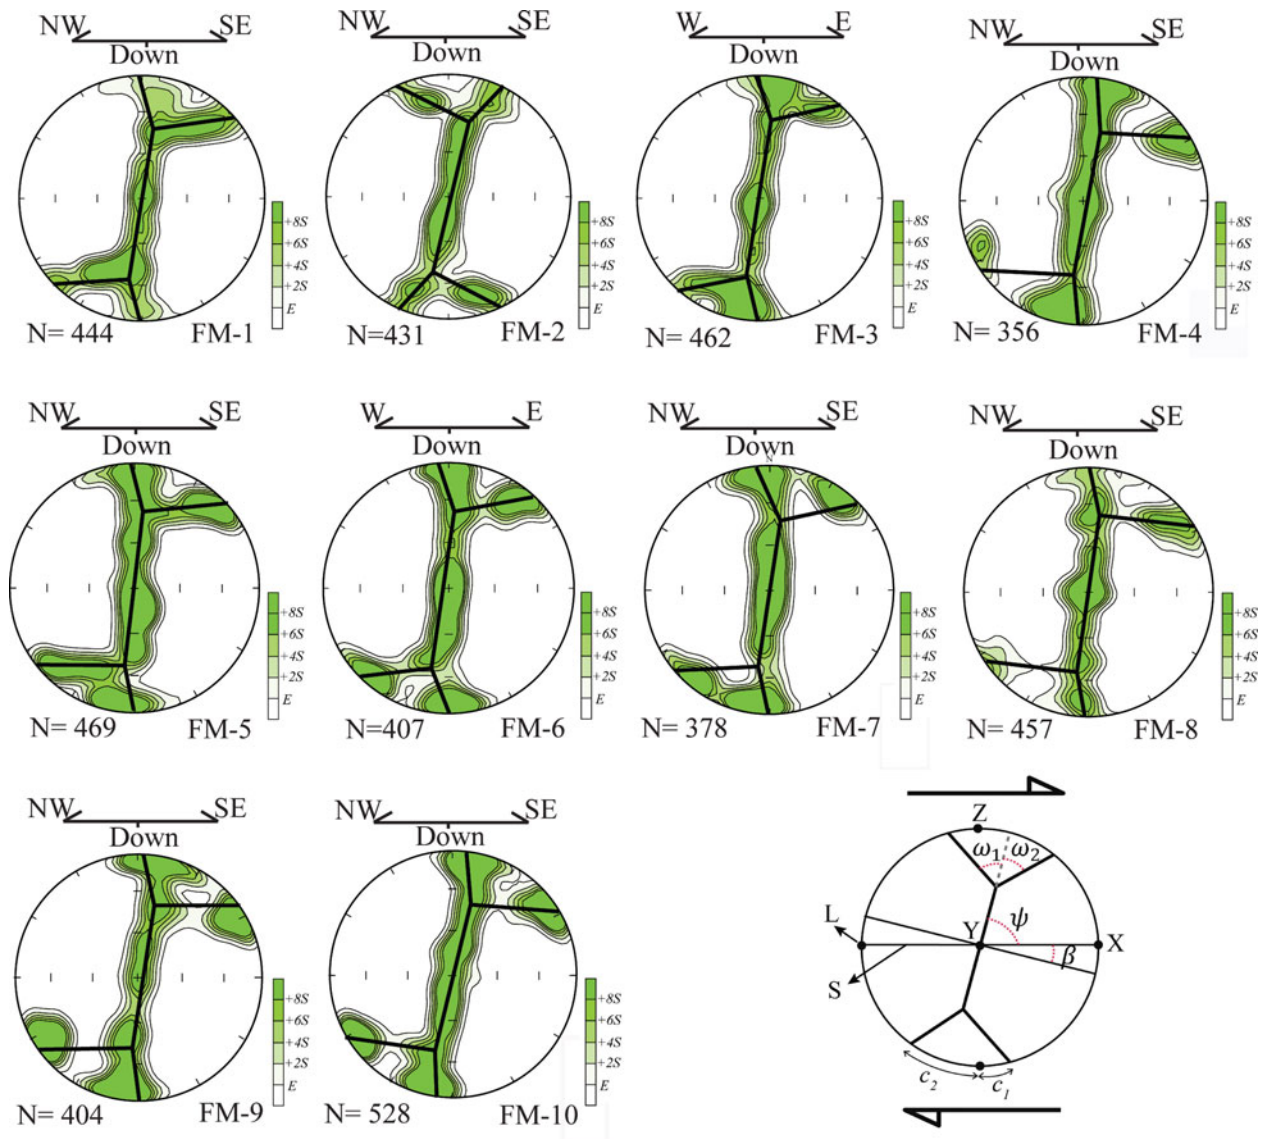 NW SE
Down
+8S
+6S
+4S
+2S
E
N= 444 FM-1
NW SE
Down
+8S
+6S
+4S
+2S
E
N=431 FM-2
W E
Down
+8S
+6S
+4S
+2S
E
N= 462 FM-3
NW SE
Down
+8S
+6S
+4S
+2S
E
N= 356 FM-4
NW SE
Down
+8S
+6S
+4S
+2S
E
N= 469 FM-5
W E
Down
+8S
+6S
+4S
+2S
E
N=407 FM-6
NW SE
Down
N
+8S
+6S
+4S
+2S
E
N= 378 FM-7
NW SE
Down
+8S
+6S
+4S
+2S
E
N= 457 FM-8
NW SE
Down
+8S
+6S
+4S
+2S
E
N= 404 FM-9
NW SE
Down
+8S
+6S
+4S
+2S
E
N= 528 FM-10
Z
ω₁ ω₂
L ψ
Y X
β
S
c₂ c₁